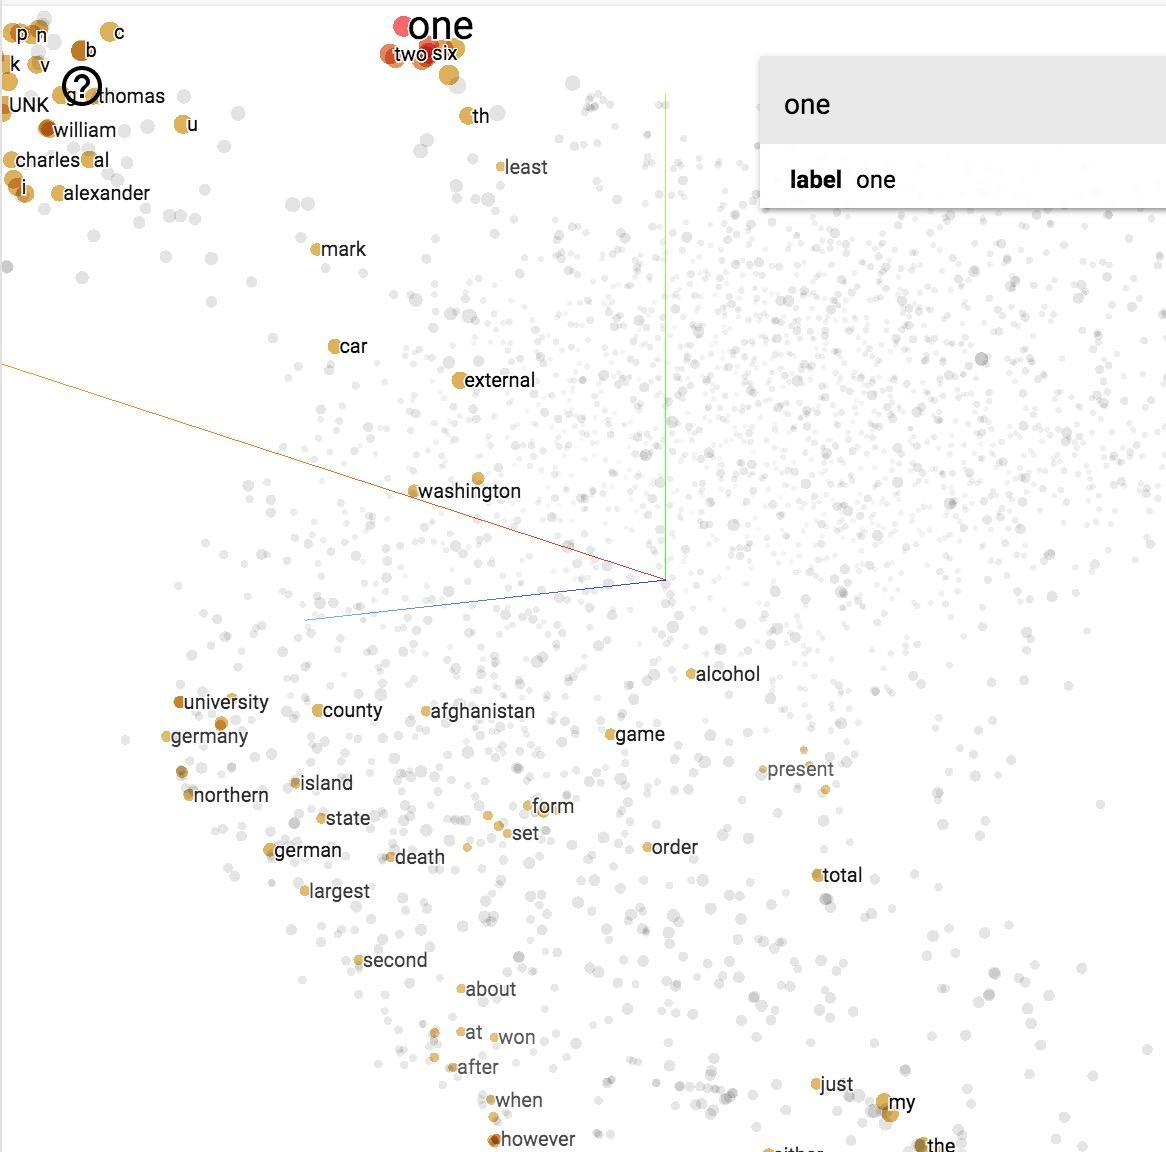 one
p
n
c
b
two
six
k
v
?
g
thomas
UNK
th
william
u
charles
al
least
i
alexander
one
label one
mark
car
external
washington
alcohol
university
county
afghanistan
game
germany
present
island
northern
form
state
set
order
german
death
total
largest
second
about
at
won
after
just
when
my
however
the